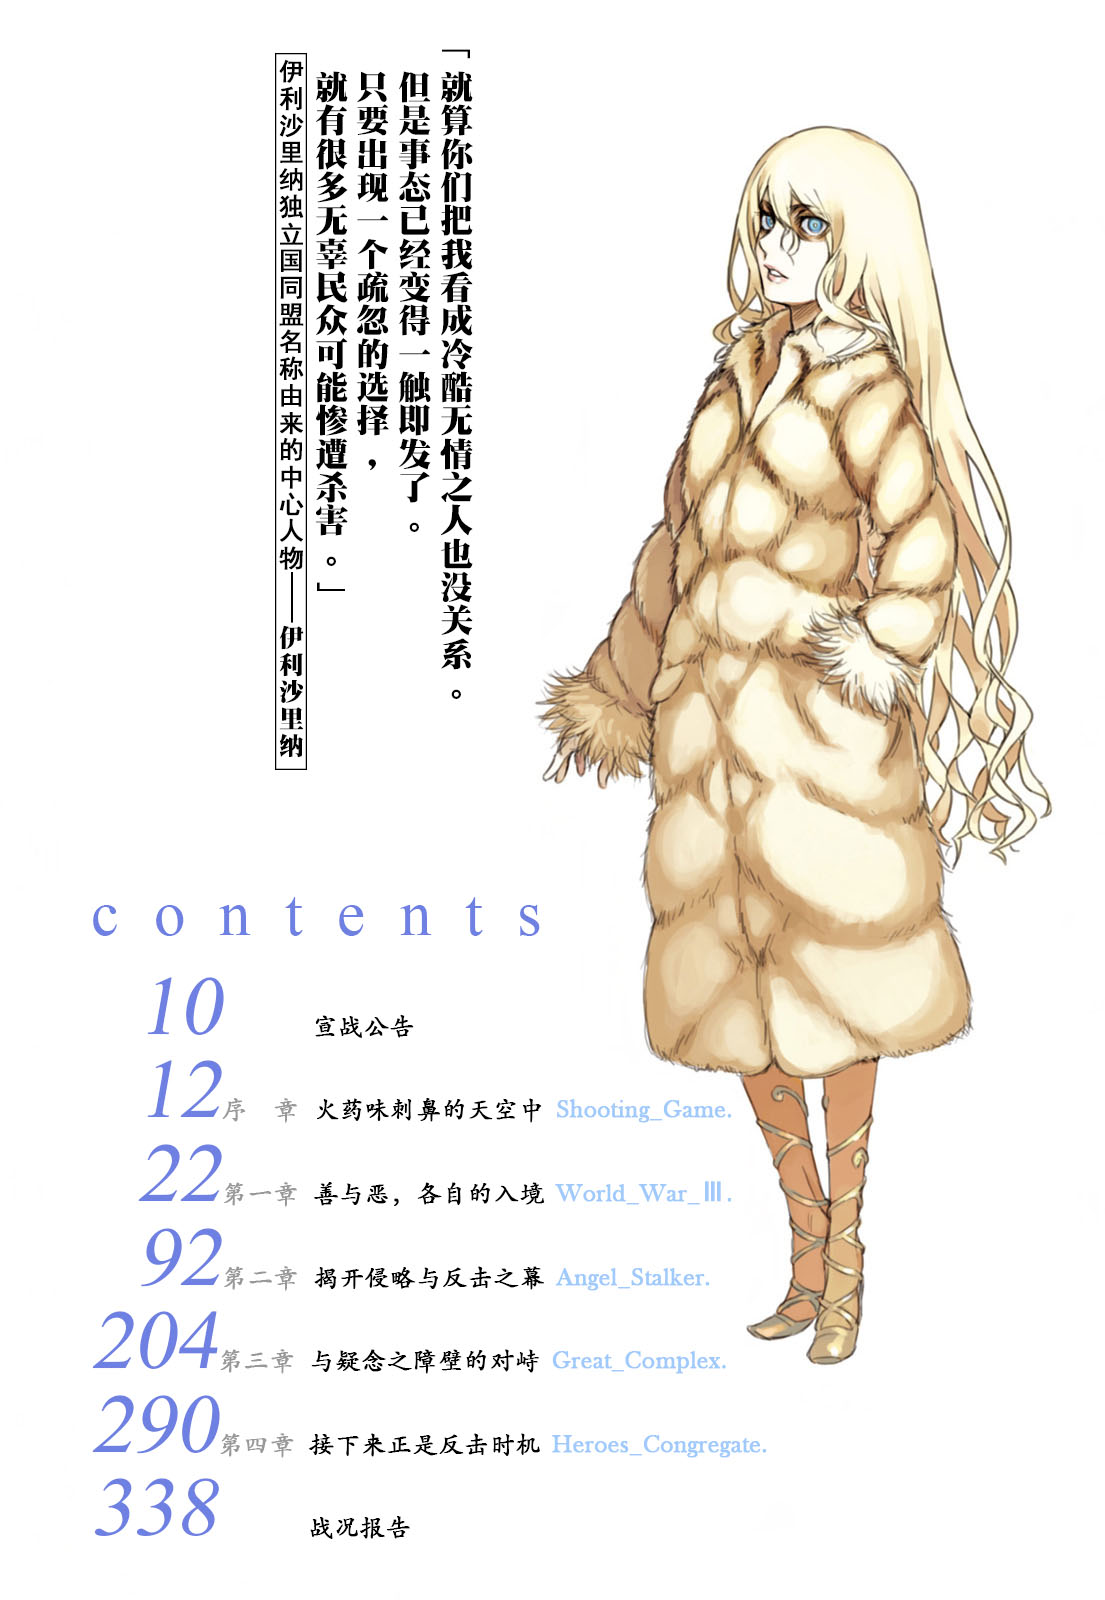 「就算你们把我看成冷酷无情之人也没关系。
但是事态已经变得一触即发了。
只要出现一个疏忽的选择，
就有很多无辜民众可能惨遭杀害。」
伊利沙里纳独立国同盟名称由来的中心人物——伊利沙里纳
contents
10 宣战公告
12 序　章 火药味刺鼻的天空中 Shooting_Game.
22 第一章 善与恶，各自的入境 World_War_Ⅲ.
92 第二章 揭开侵略与反击之幕 Angel_Stalker.
204 第三章 与疑念之障壁的对峙 Great_Complex.
290 第四章 接下来正是反击时机 Heroes_Congregate.
338 战况报告